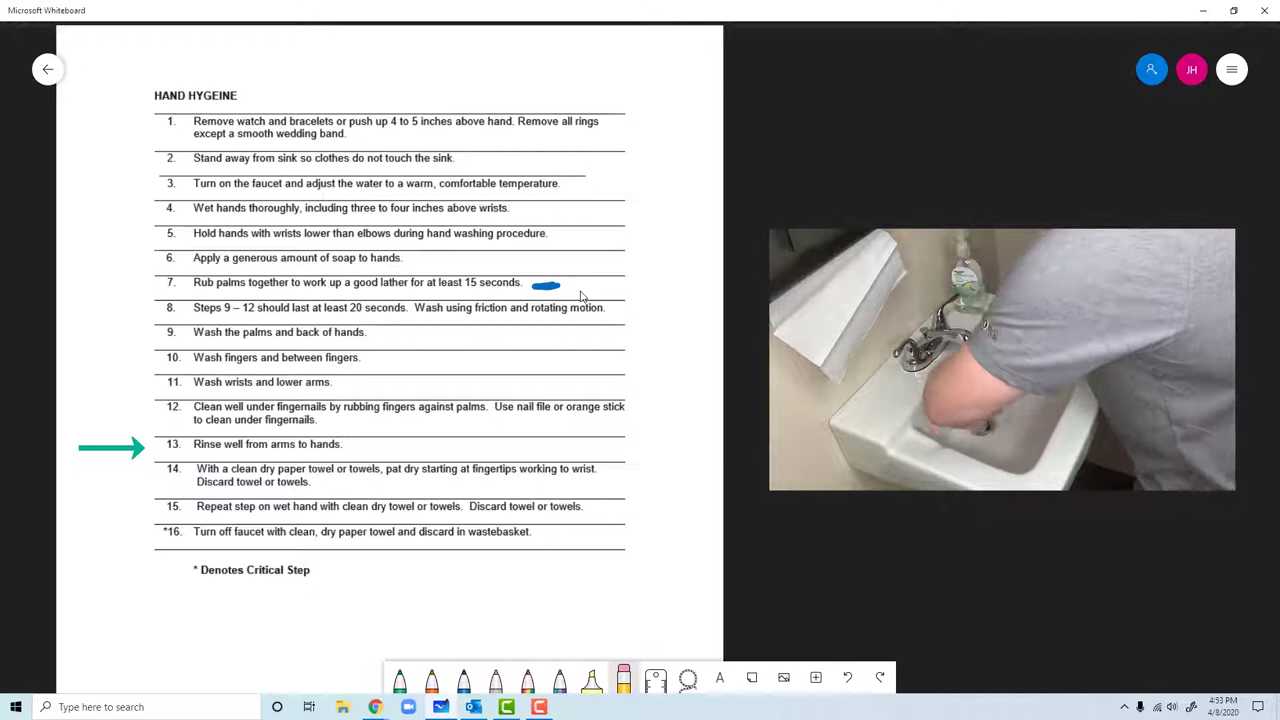 Microsoft Whiteboard
JH
HAND HYGEINE
1. Remove watch and bracelets or push up 4 to 5 inches above hand. Remove all rings
except a smooth wedding band.
2. Stand away from sink so clothes do not touch the sink.
3. Turn on the faucet and adjust the water to a warm, comfortable temperature.
4. Wet hands thoroughly, including three to four inches above wrists.
5. Hold hands with wrists lower than elbows during hand washing procedure.
6. Apply a generous amount of soap to hands.
7. Rub palms together to work up a good lather for at least 15 seconds.
8. Steps 9 – 12 should last at least 20 seconds. Wash using friction and rotating motion.
9. Wash the palms and back of hands.
10. Wash fingers and between fingers.
11. Wash wrists and lower arms.
12. Clean well under fingernails by rubbing fingers against palms. Use nail file or orange stick
to clean under fingernails.
13. Rinse well from arms to hands.
14. With a clean dry paper towel or towels, pat dry starting at fingertips working to wrist.
Discard towel or towels.
15. Repeat step on wet hand with clean dry towel or towels. Discard towel or towels.
*16. Turn off faucet with clean, dry paper towel and discard in wastebasket.
* Denotes Critical Step
A
Type here to search
4:53 PM
4/8/2020